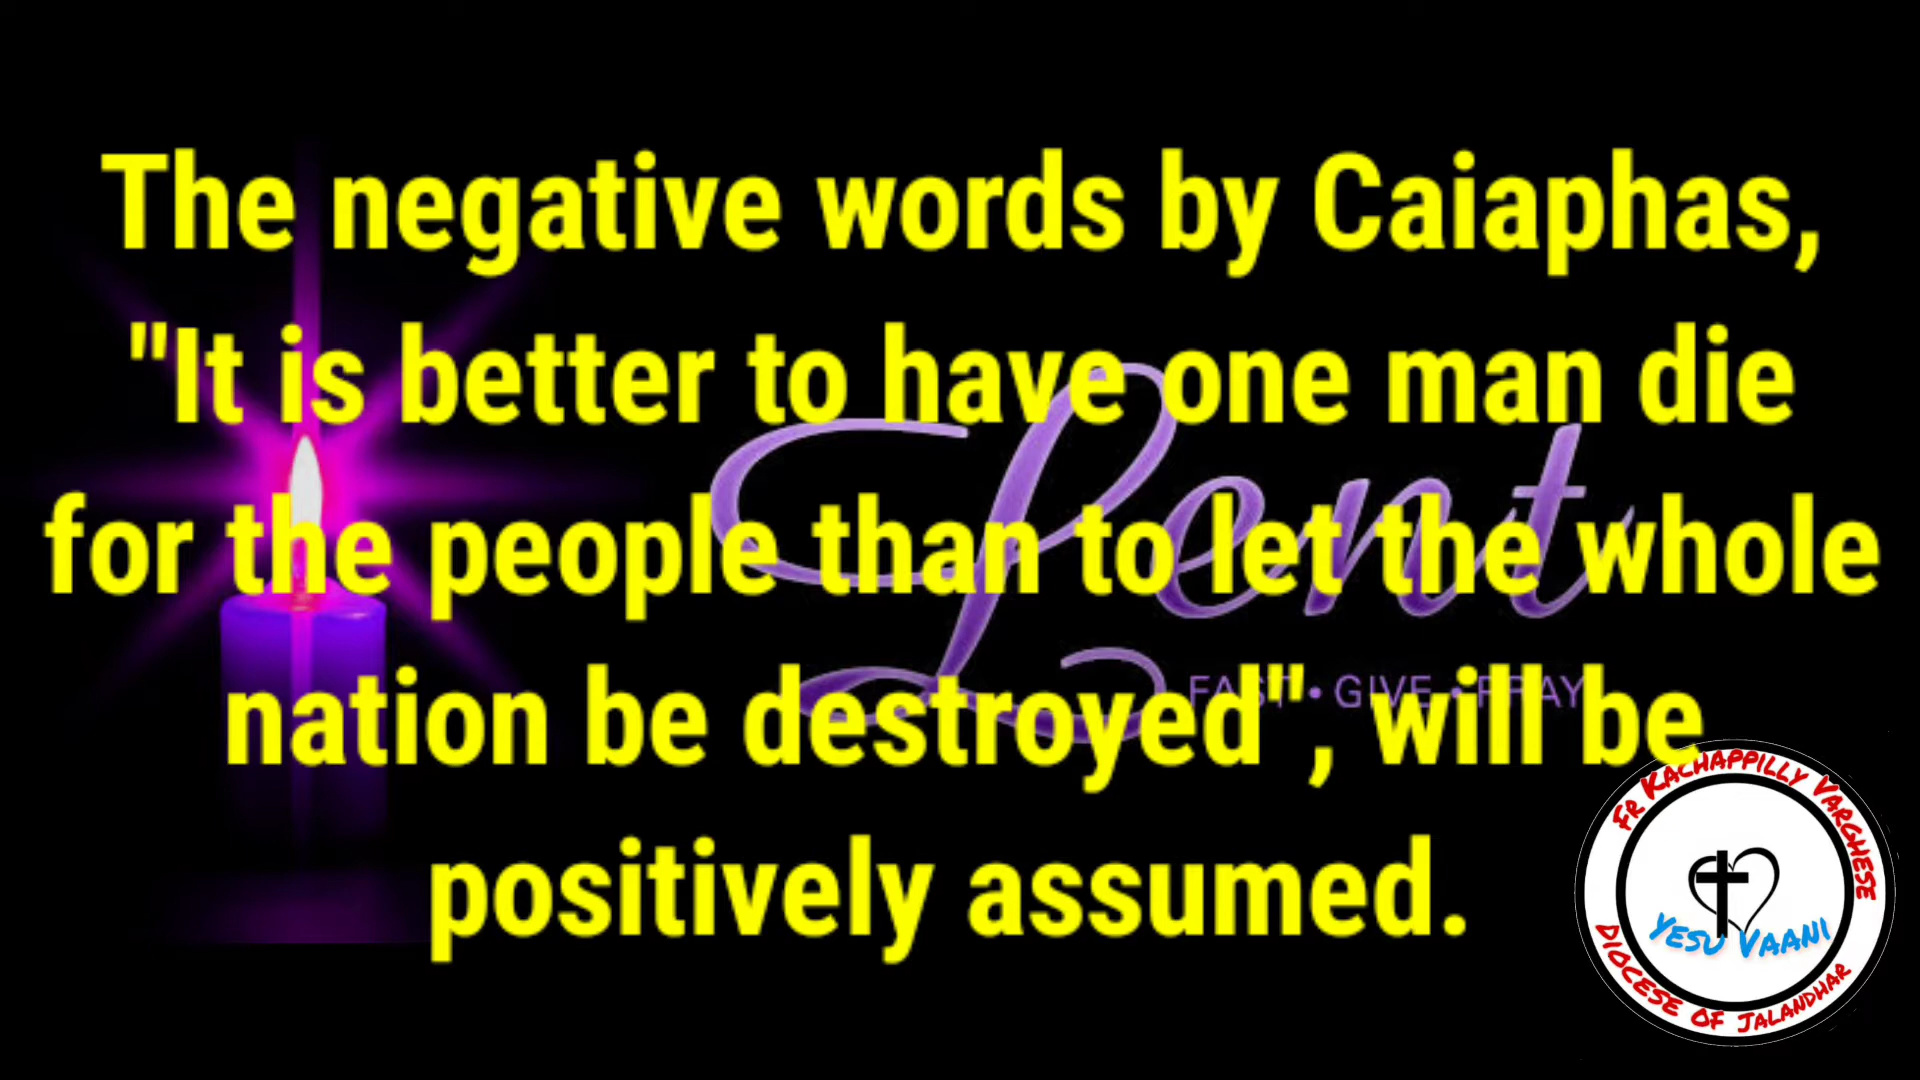 The negative words by Caiaphas,
"It is better to have one man die
for the people than to let the whole
nation be destroyed", will be
positively assumed.
Lent
FAST • GIVE • PRAY
FR KACHAPPILLY VARGHESE
YESU VAANI
DIOCESE OF JALANDHAR